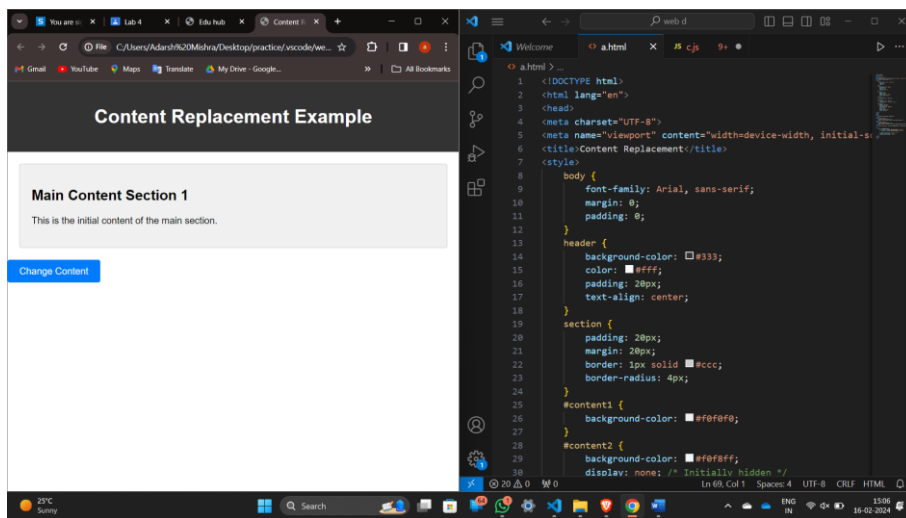 You are si
Lab 4
Edu hub
Content R
File C:/Users/Adarsh%20Mishra/Desktop/practice/.vscode/we...
Gmail YouTube Maps Translate My Drive - Google... » All Bookmarks
Content Replacement Example
Main Content Section 1
This is the initial content of the main section.
Change Content
web d
Welcome
<> a.html
JS c.js 9+
<> a.html > ...
1 <!DOCTYPE html>
2 <html lang="en">
3 <head>
4 <meta charset="UTF-8">
5 <meta name="viewport" content="width=device-width, initial-s
6 <title>Content Replacement</title>
7 <style>
8 body {
9 font-family: Arial, sans-serif;
10 margin: 0;
11 padding: 0;
12 }
13 header {
14 background-color: #333;
15 color: #fff;
16 padding: 20px;
17 text-align: center;
18 }
19 section {
20 padding: 20px;
21 margin: 20px;
22 border: 1px solid #ccc;
23 border-radius: 4px;
24 }
25 #content1 {
26 background-color: #f0f0f0;
27 }
28 #content2 {
29 background-color: #f0f8ff;
30 display: none; /* Initially hidden */
20 0 0 Ln 69, Col 1 Spaces: 4 UTF-8 CRLF HTML
25°C
Sunny
Search
ENG
IN
15:06
16-02-2024